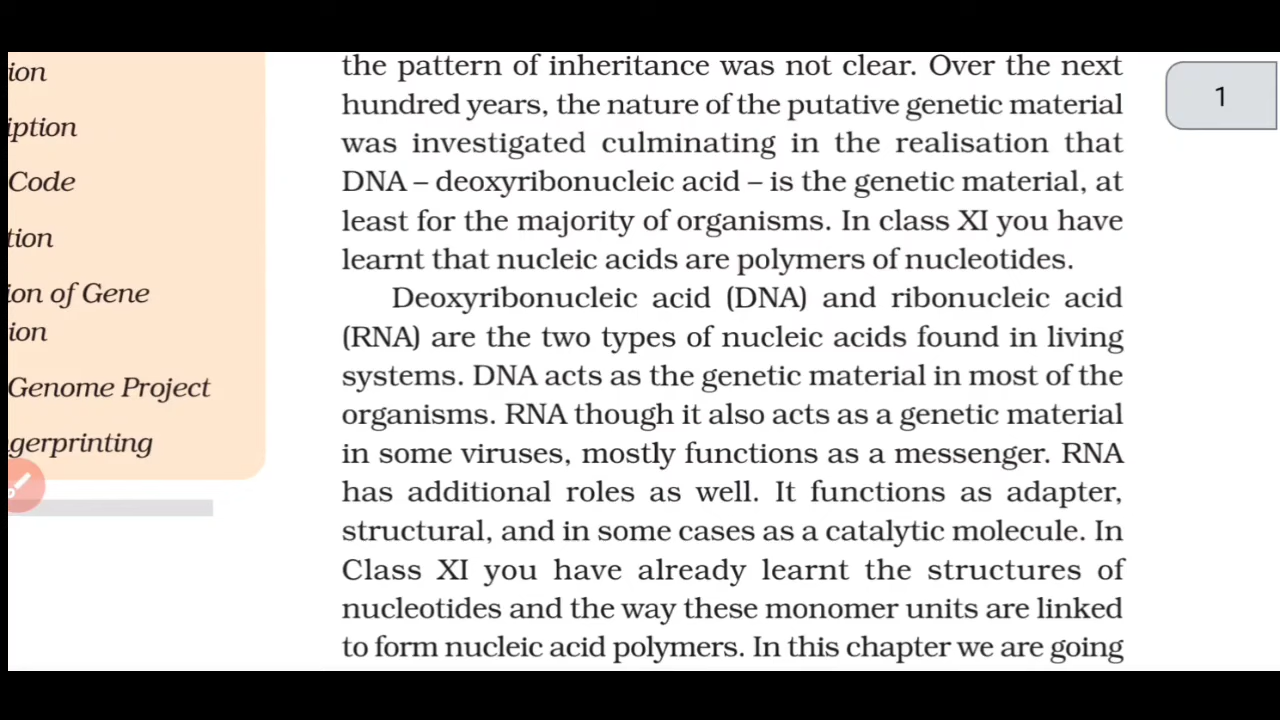 ion
iption
Code
tion
ion of Gene
ion
Genome Project
gerprinting
the pattern of inheritance was not clear. Over the next
hundred years, the nature of the putative genetic material
was investigated culminating in the realisation that
DNA – deoxyribonucleic acid – is the genetic material, at
least for the majority of organisms. In class XI you have
learnt that nucleic acids are polymers of nucleotides.
Deoxyribonucleic acid (DNA) and ribonucleic acid
(RNA) are the two types of nucleic acids found in living
systems. DNA acts as the genetic material in most of the
organisms. RNA though it also acts as a genetic material
in some viruses, mostly functions as a messenger. RNA
has additional roles as well. It functions as adapter,
structural, and in some cases as a catalytic molecule. In
Class XI you have already learnt the structures of
nucleotides and the way these monomer units are linked
to form nucleic acid polymers. In this chapter we are going
1